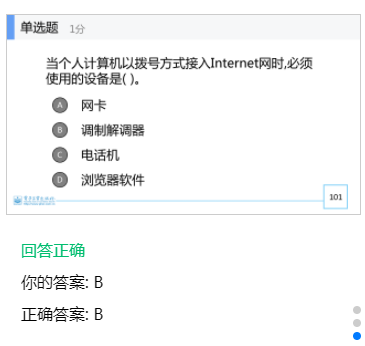 单选题 1分
当个人计算机以拨号方式接入Internet网时,必须
使用的设备是( )。
A 网卡
B 调制解调器
C 电话机
D 浏览器软件
101
回答正确
你的答案: B
正确答案: B